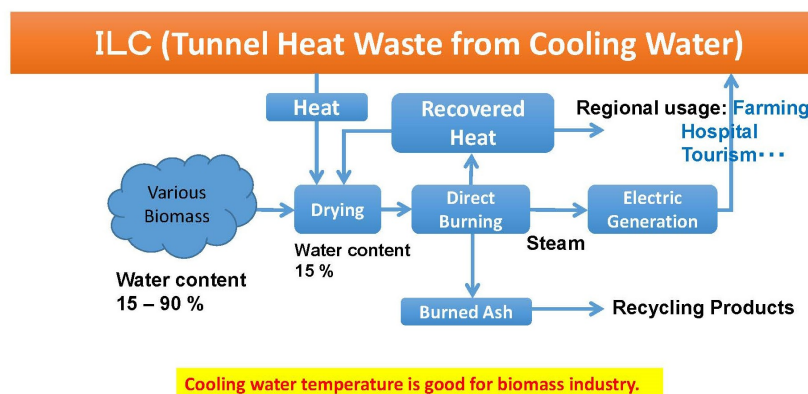 ILC (Tunnel Heat Waste from Cooling Water)
Heat
Recovered
Heat
Regional usage: Farming
Hospital
Tourism・・・
Various
Biomass
Drying
Direct
Burning
Electric
Generation
Steam
Water content
15 %
Water content
15 – 90 %
Burned Ash
Recycling Products
Cooling water temperature is good for biomass industry.